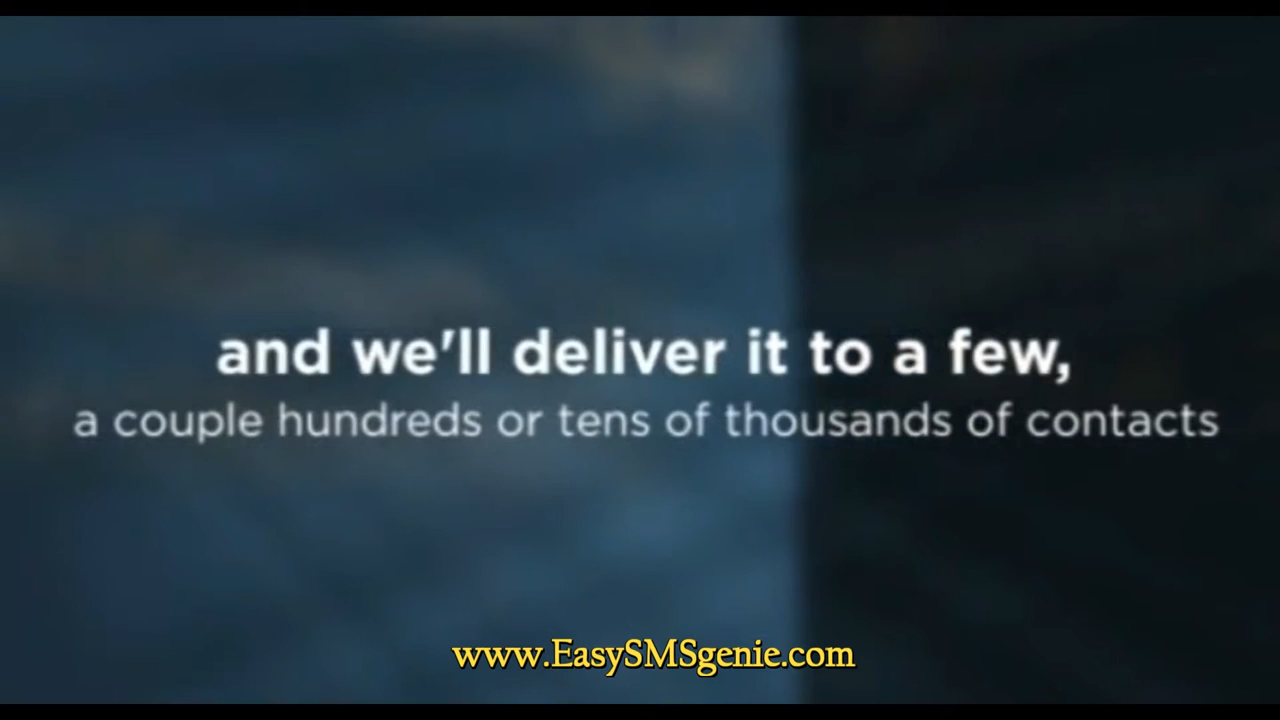 and we'll deliver it to a few,
a couple hundreds or tens of thousands of contacts
www.EasySMSgenie.com